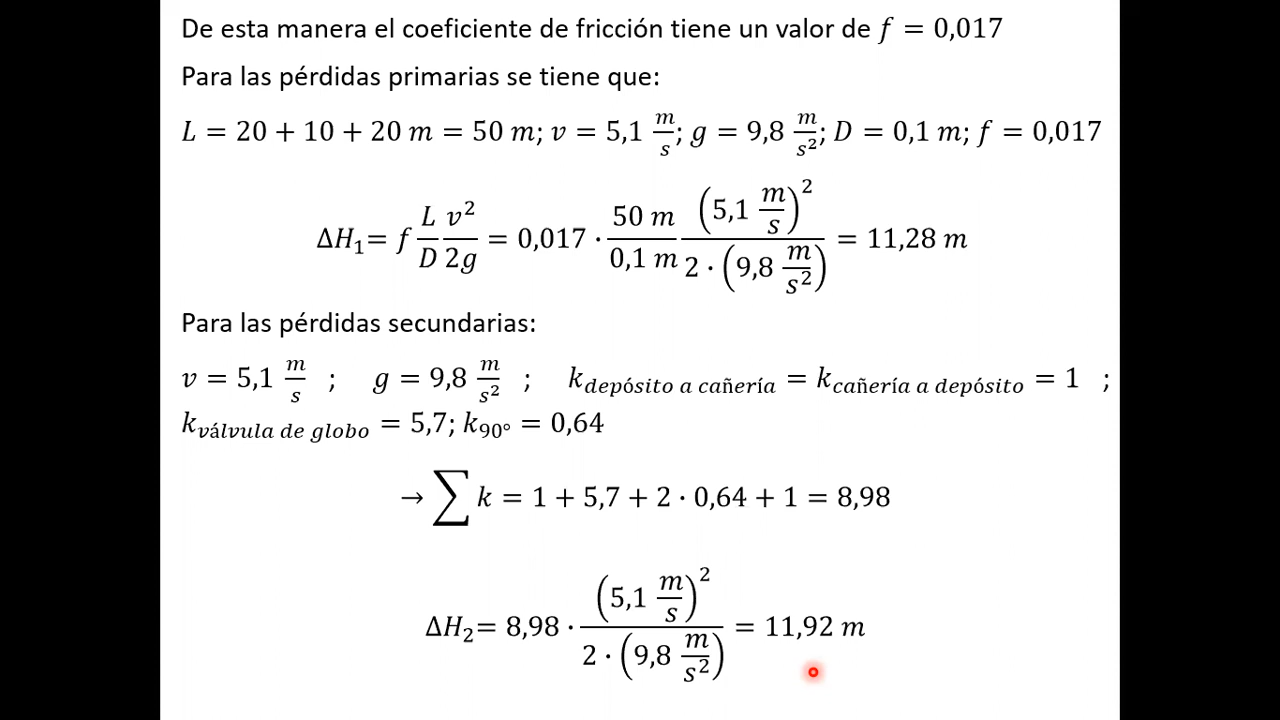 De esta manera el coeficiente de fricción tiene un valor de f = 0,017
Para las pérdidas primarias se tiene que:
L = 20 + 10 + 20 m = 50 m; v = 5,1 m/s; g = 9,8 m/s²; D = 0,1 m; f = 0,017
ΔH₁= f L/D v²/2g = 0,017 · 50 m/0,1 m (5,1 m/s)²/2 · (9,8 m/s²) = 11,28 m
Para las pérdidas secundarias:
v = 5,1 m/s ; g = 9,8 m/s² ; k depósito a cañería = k cañería a depósito = 1 ;
k válvula de globo = 5,7; k 90° = 0,64
→ ∑ k = 1 + 5,7 + 2 · 0,64 + 1 = 8,98
ΔH₂= 8,98 · (5,1 m/s)²/2 · (9,8 m/s²) = 11,92 m